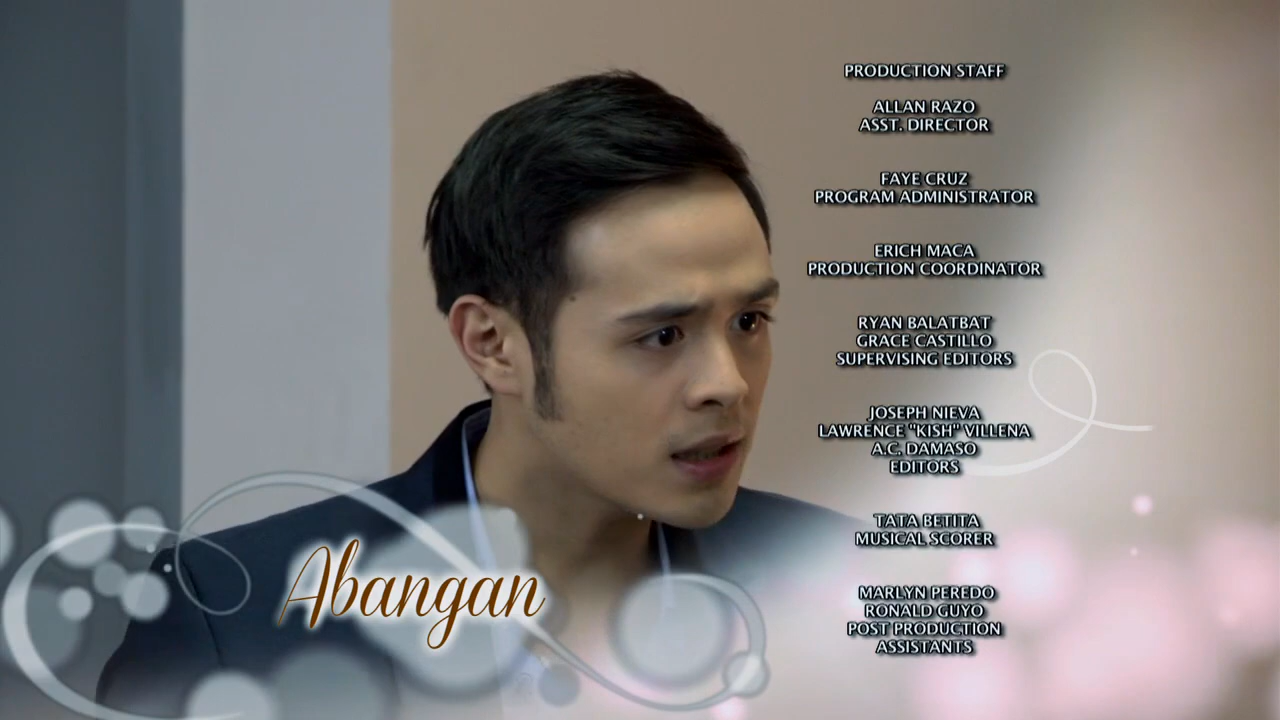 PRODUCTION STAFF
ALLAN RAZO
ASST. DIRECTOR
FAYE CRUZ
PROGRAM ADMINISTRATOR
ERICH MACA
PRODUCTION COORDINATOR
RYAN BALATBAT
GRACE CASTILLO
SUPERVISING EDITORS
JOSEPH NIEVA
LAWRENCE "KISH" VILLENA
A.C. DAMASO
EDITORS
TATA BETITA
MUSICAL SCORER
MARLYN PEREDO
RONALD GUYO
POST PRODUCTION
ASSISTANTS
Abangan